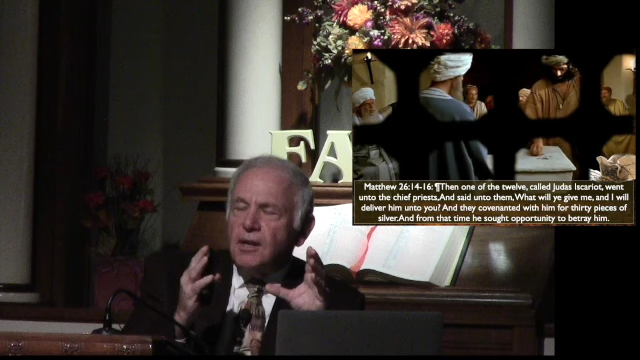 FA
Matthew 26:14-16: ¶Then one of the twelve, called Judas Iscariot, went
unto the chief priests,And said unto them,What will ye give me, and I will
deliver him unto you? And they covenanted with him for thirty pieces of
silver.And from that time he sought opportunity to betray him.